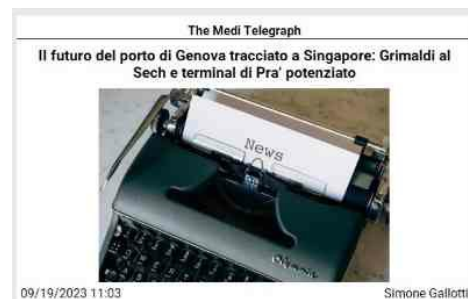 The Medi Telegraph
Il futuro del porto di Genova tracciato a Singapore: Grimaldi al
Sech e terminal di Pra' potenziato
News
Olympia
09/19/2023 11:03
Simone Gallotti